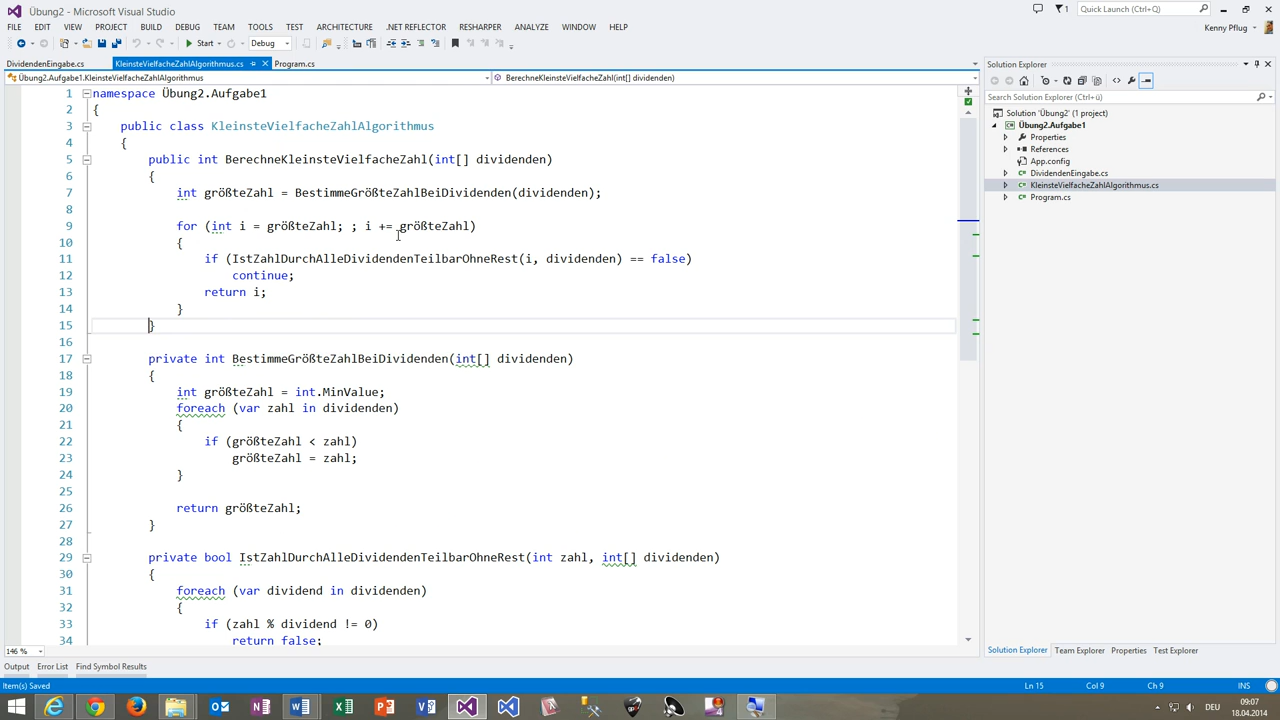 Übung2 - Microsoft Visual Studio
Quick Launch (Ctrl+Q)
1
FILE EDIT VIEW PROJECT BUILD DEBUG TEAM TOOLS TEST ARCHITECTURE .NET REFLECTOR RESHARPER ANALYZE WINDOW HELP
Kenny Pflug
Start Debug
DividendenEingabe.cs KleinsteVielfacheZahlAlgorithmus.cs Program.cs
Übung2.Aufgabe1.KleinsteVielfacheZahlAlgorithmus
BerechneKleinsteVielfacheZahl(int[] dividenden)
1 namespace Übung2.Aufgabe1
2 {
3 public class KleinsteVielfacheZahlAlgorithmus
4 {
5 public int BerechneKleinsteVielfacheZahl(int[] dividenden)
6 {
7 int größteZahl = BestimmeGrößteZahlBeiDividenden(dividenden);
8
9 for (int i = größteZahl; ; i += größteZahl)
10 {
11 if (IstZahlDurchAlleDividendenTeilbarOhneRest(i, dividenden) == false)
12 continue;
13 return i;
14 }
15 }
16
17 private int BestimmeGrößteZahlBeiDividenden(int[] dividenden)
18 {
19 int größteZahl = int.MinValue;
20 foreach (var zahl in dividenden)
21 {
22 if (größteZahl < zahl)
23 größteZahl = zahl;
24 }
25
26 return größteZahl;
27 }
28
29 private bool IstZahlDurchAlleDividendenTeilbarOhneRest(int zahl, int[] dividenden)
30 {
31 foreach (var dividend in dividenden)
32 {
33 if (zahl % dividend != 0)
34 return false;
146 %
Solution Explorer
Search Solution Explorer (Ctrl+ü)
Solution 'Übung2' (1 project)
Übung2.Aufgabe1
Properties
References
App.config
DividendenEingabe.cs
KleinsteVielfacheZahlAlgorithmus.cs
Program.cs
Solution Explorer Team Explorer Properties Test Explorer
Output Error List Find Symbol Results
Item(s) Saved Ln 15 Col 9 Ch 9 INS
DEU
09:07
18.04.2014